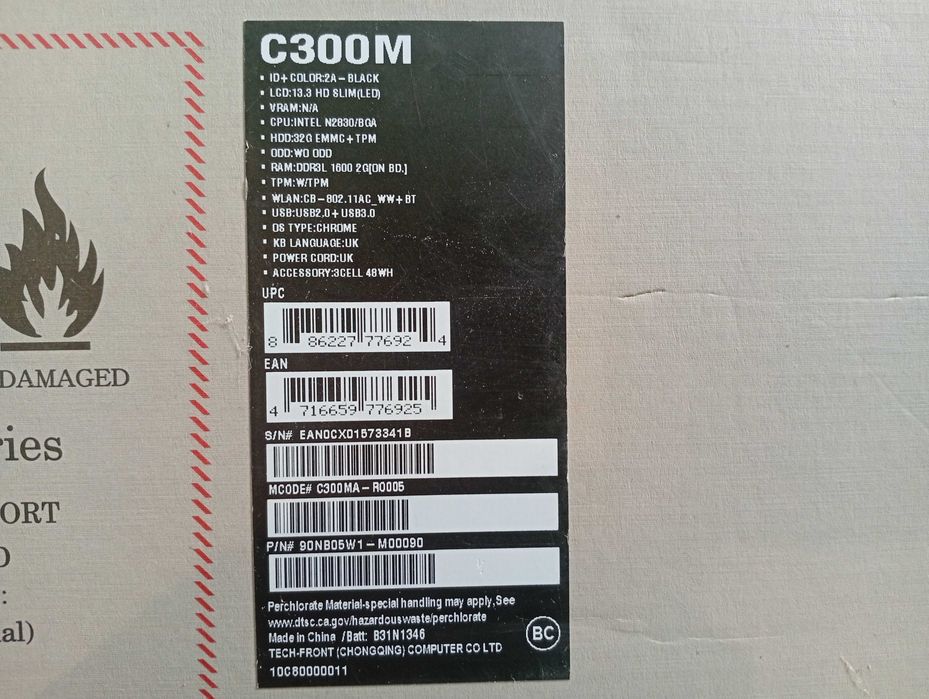 DAMAGED
ries
ORT
D
:
al)
C300M
• ID+COLOR:2A-BLACK
• LCD:13.3 HD SLIM(LED)
• VRAM:N/A
• CPU:INTEL N2830/BGA
• HDD:32G EMMC+TPM
• ODD:WO ODD
• RAM:DDR3L 1600 2G[ON BD.]
• TPM:W/TPM
• WLAN:CB-802.11AC_WW+BT
• USB:USB2.0+USB3.0
• OS TYPE:CHROME
• KB LANGUAGE:UK
• POWER CORD:UK
• ACCESSORY:3CELL 48WH
UPC
8 86227 77692 4
EAN
4 716659 776925
S/N# EAN0CX01573341B
MCODE# C300MA-RO005
P/N# 90NB05W1-M00090
Perchlorate Material-special handling may apply,See
www.dtsc.ca.gov/hazardouswaste/perchlorate
Made in China /Batt: B31N1346
TECH-FRONT (CHONGQING) COMPUTER CO LTD
10C60000011
BC